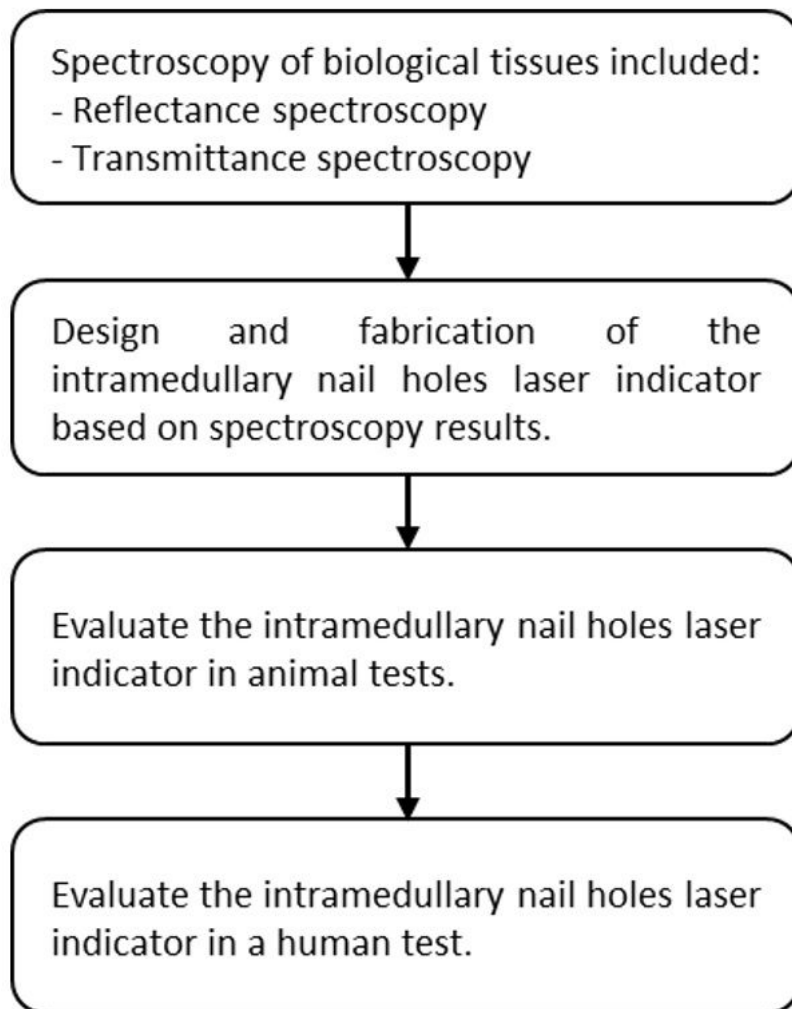 Spectroscopy of biological tissues included:
- Reflectance spectroscopy
- Transmittance spectroscopy
Design and fabrication of the
intramedullary nail holes laser indicator
based on spectroscopy results.
Evaluate the intramedullary nail holes laser
indicator in animal tests.
Evaluate the intramedullary nail holes laser
indicator in a human test.